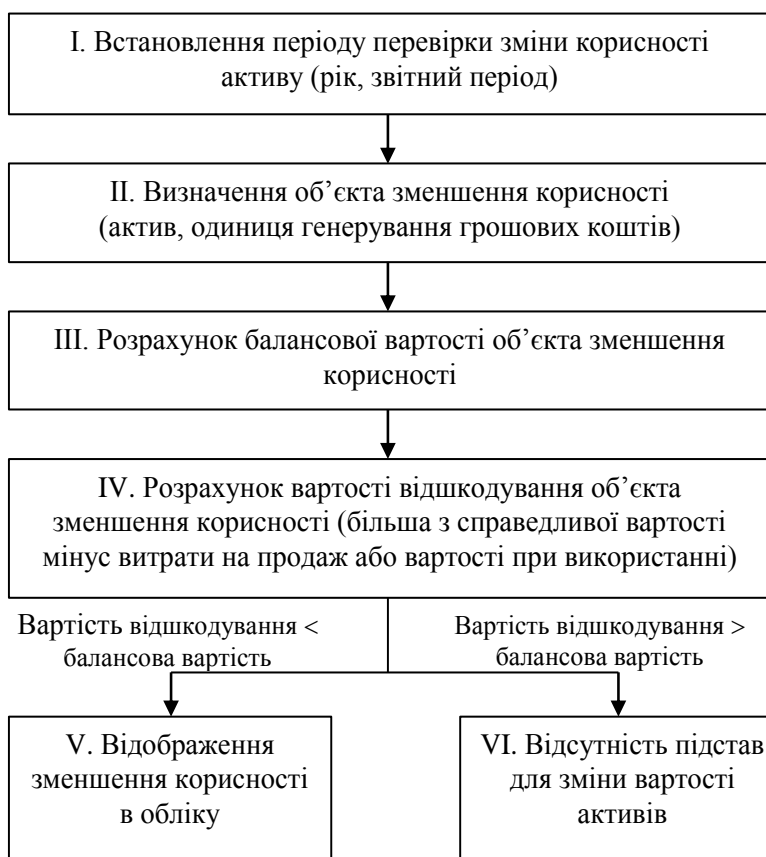 І. Встановлення періоду перевірки зміни корисності
активу (рік, звітний період)
ІІ. Визначення об’єкта зменшення корисності
(актив, одиниця генерування грошових коштів)
ІІІ. Розрахунок балансової вартості об’єкта зменшення
корисності
IV. Розрахунок вартості відшкодування об’єкта
зменшення корисності (більша з справедливої вартості
мінус витрати на продаж або вартості при використанні)
Вартість відшкодування <
балансова вартість
Вартість відшкодування >
балансова вартість
V. Відображення
зменшення корисності
в обліку
VI. Відсутність підстав
для зміни вартості
активів